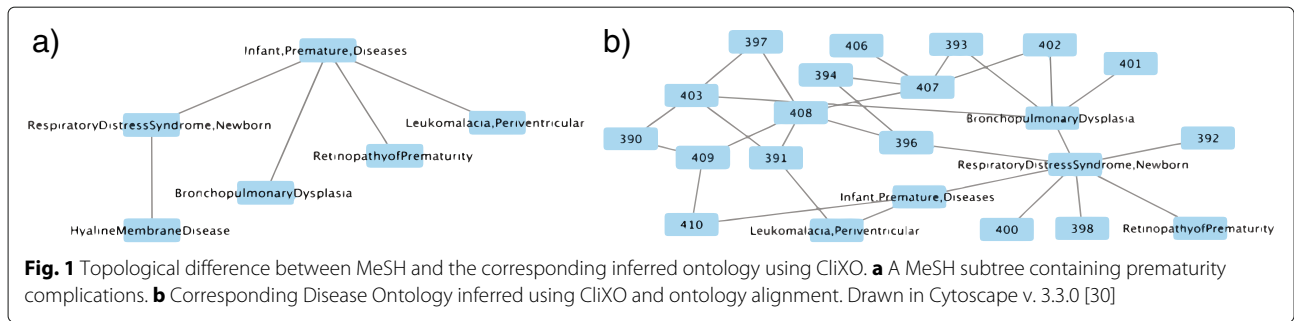 a)
Infant,Premature,Diseases
RespiratoryDistressSyndrome,Newborn
Leukomalacia,Periventricular
RetinopathyofPrematurity
BronchopulmonaryDysplasia
HyalineMembraneDisease
b)
397
406
393
402
394
401
403
407
408
BronchopulmonaryDysplasia
390
392
396
409
391
RespiratoryDistressSyndrome,Newborn
Infant,Premature,Diseases
410
Leukomalacia,Periventricular
400
398
RetinopathyofPrematurity
Fig. 1 Topological difference between MeSH and the corresponding inferred ontology using CliXO. a A MeSH subtree containing prematurity
complications. b Corresponding Disease Ontology inferred using CliXO and ontology alignment. Drawn in Cytoscape v. 3.3.0 [30]